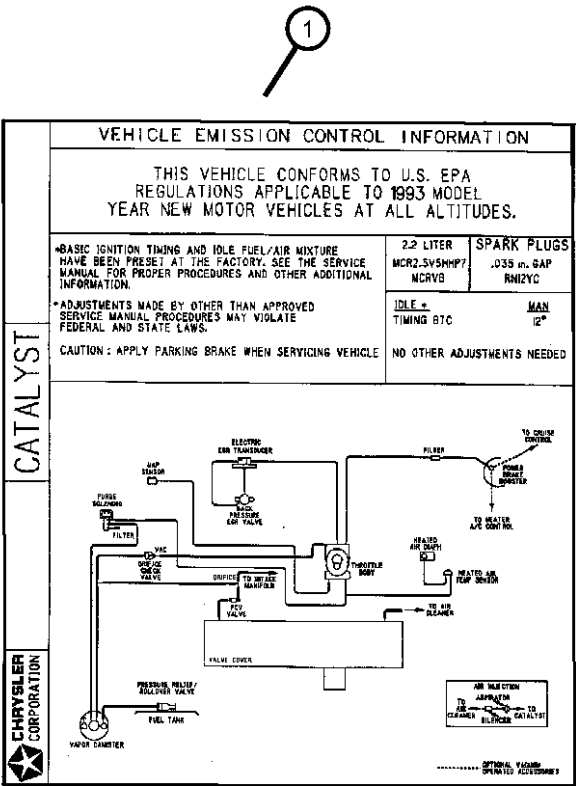 1
VEHICLE EMISSION CONTROL INFORMATION
THIS VEHICLE CONFORMS TO U.S. EPA
REGULATIONS APPLICABLE TO 1993 MODEL
YEAR NEW MOTOR VEHICLES AT ALL ALTITUDES.
•BASIC IGNITION TIMING AND IDLE FUEL/AIR MIXTURE
HAVE BEEN PRESET AT THE FACTORY. SEE THE SERVICE
MANUAL FOR PROPER PROCEDURES AND OTHER ADDITIONAL
INFORMATION.
•ADJUSTMENTS MADE BY OTHER THAN APPROVED
SERVICE MANUAL PROCEDURES MAY VIOLATE
FEDERAL AND STATE LAWS.
CAUTION : APPLY PARKING BRAKE WHEN SERVICING VEHICLE
2.2 LITER
MCR2.5V5HHP7
MCRVB
SPARK PLUGS
.035 in. GAP
RN12YC
IDLE *
MAN
TIMING BTC
12°
NO OTHER ADJUSTMENTS NEEDED
CATALYST
CHRYSLER
CORPORATION
ELECTRIC
EGR TRANSDUCER
TO CRUISE
CONTROL
FILTER
MAP
SENSOR
POWER
BRAKE
BOOSTER
PURGE
SOLENOID
BACK
PRESSURE
EGR VALVE
TO HEATER
A/C CONTROL
FILTER
HEATED
AIR DIAPH
VAC
ORIFICE
CHECK
VALVE
THROTTLE
BODY
ORIFICE
TO INTAKE
MANIFOLD
HEATED AIR
TEMP SENSOR
PCV
VALVE
TO AIR
CLEANER
VALVE COVER
PRESSURE RELIEF/
ROLLOVER VALVE
FUEL TANK
VAPOR CANISTER
AIR INJECTION
ASPIRATOR
TO
AIR
CLEANER
SILENCER
TO
CATALYST
OPTIONAL VACUUM
OPERATED ACCESSORIES